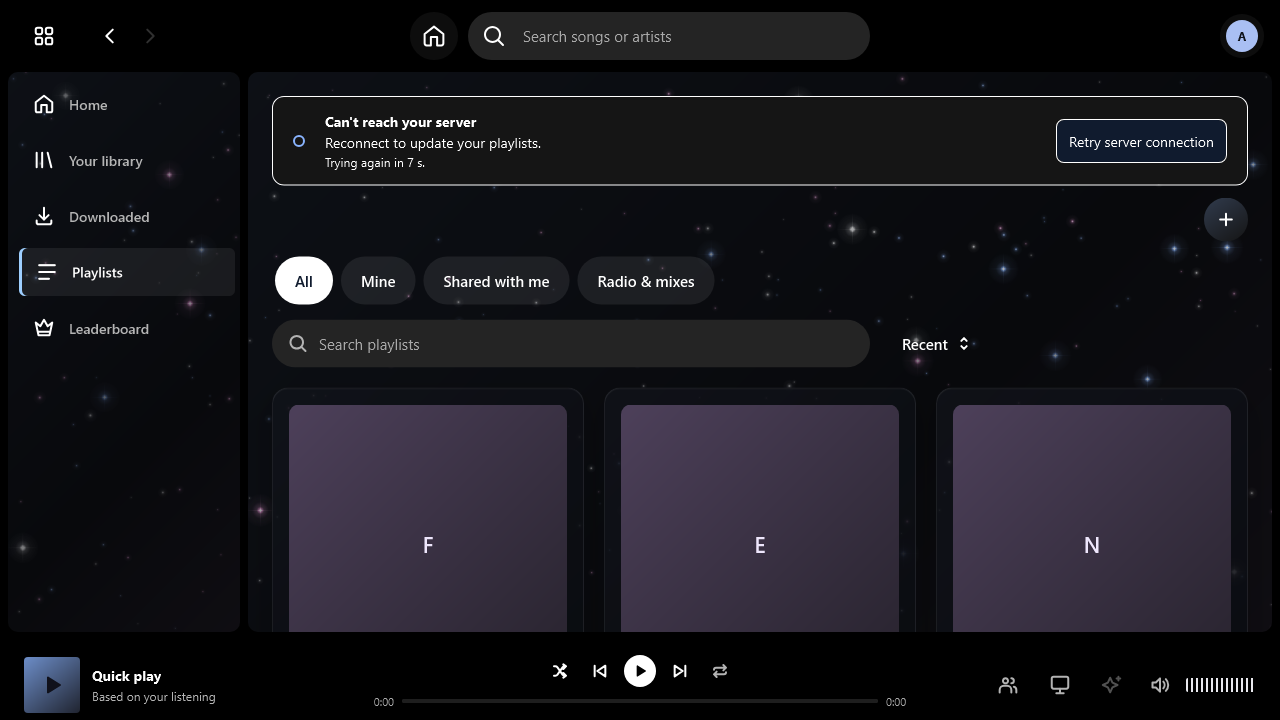 Search songs or artists
A
Home
Your library
Downloaded
Playlists
Leaderboard
Can't reach your server
Reconnect to update your playlists.
Trying again in 7 s.
Retry server connection
All
Mine
Shared with me
Radio & mixes
Search playlists
Recent
F
E
N
Quick play
Based on your listening
0:00
0:00